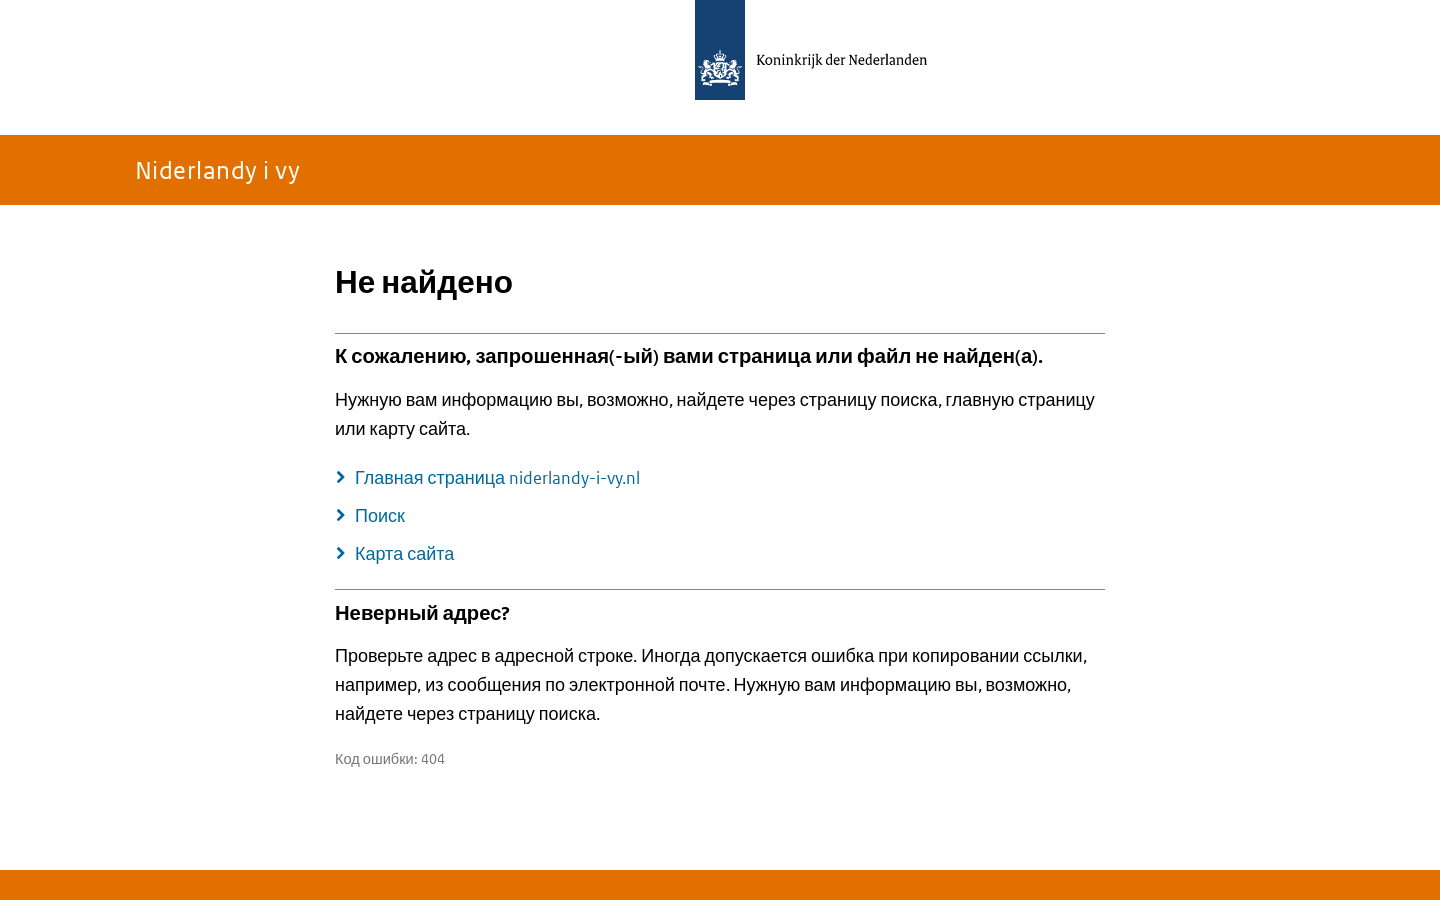 Koninkrijk der Nederlanden
Niderlandy i vy
Не найдено
К сожалению, запрошенная(-ый) вами страница или файл не найден(а).
Нужную вам информацию вы, возможно, найдете через страницу поиска, главную страницу
или карту сайта.
Главная страница niderlandy-i-vy.nl
Поиск
Карта сайта
Неверный адрес?
Проверьте адрес в адресной строке. Иногда допускается ошибка при копировании ссылки,
например, из сообщения по электронной почте. Нужную вам информацию вы, возможно,
найдете через страницу поиска.
Код ошибки: 404